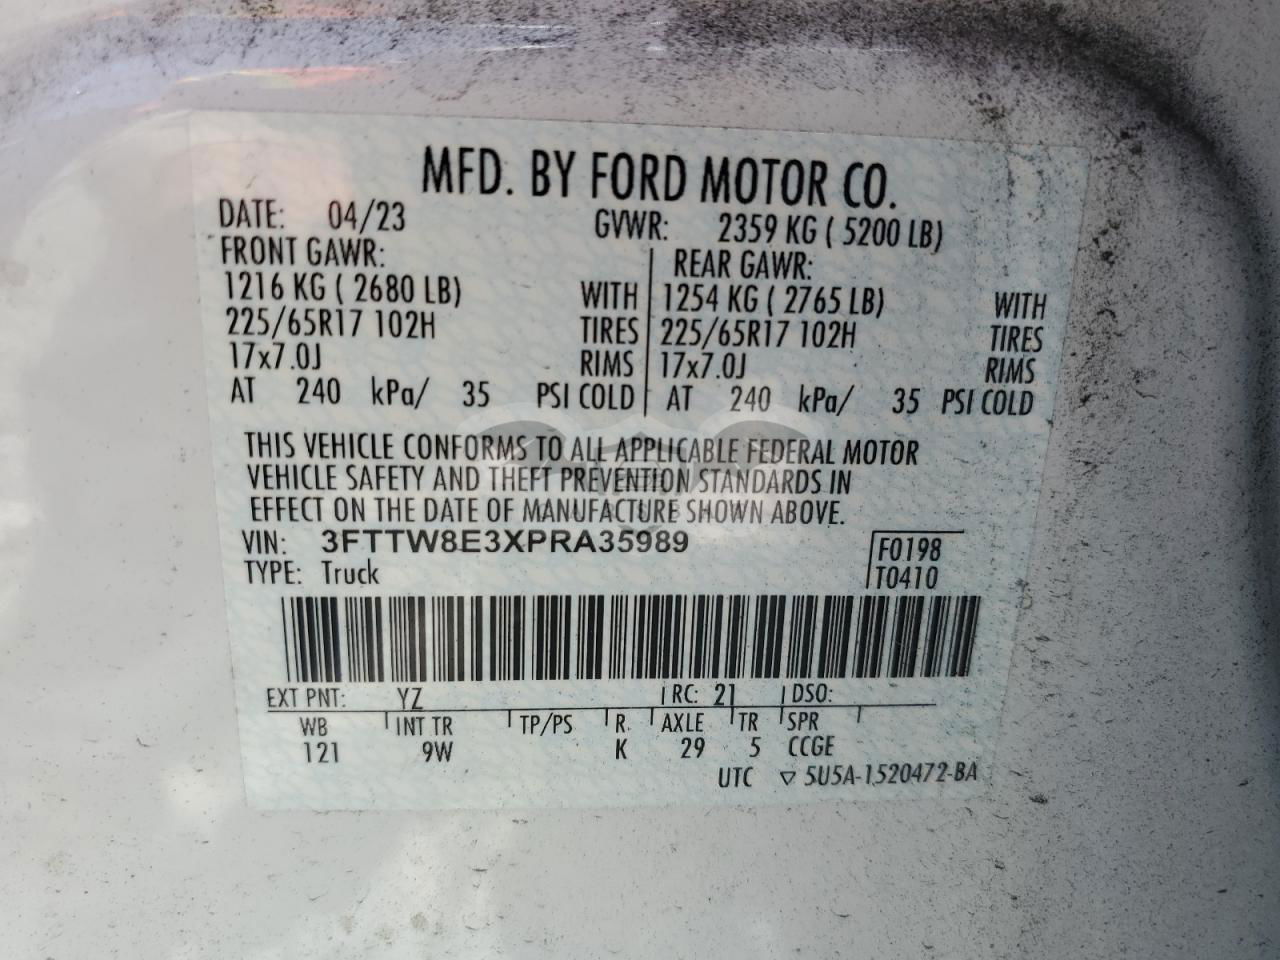 MFD. BY FORD MOTOR CO.
DATE: 04/23 GVWR: 2359 KG ( 5200 LB)
FRONT GAWR: REAR GAWR:
1216 KG ( 2680 LB) WITH 1254 KG ( 2765 LB) WITH
225/65R17 102H TIRES 225/65R17 102H TIRES
17x7.0J RIMS 17x7.0J RIMS
AT 240 kPa/ 35 PSI COLD AT 240 kPa/ 35 PSI COLD
THIS VEHICLE CONFORMS TO ALL APPLICABLE FEDERAL MOTOR
VEHICLE SAFETY AND THEFT PREVENTION STANDARDS IN
EFFECT ON THE DATE OF MANUFACTURE SHOWN ABOVE.
VIN: 3FTTW8E3XPRA35989 F0198
TYPE: Truck T0410
EXT PNT: YZ RC: 21 DSO:
WB INT TR TP/PS R AXLE TR SPR
121 9W K 29 5 CCGE
UTC ▽ 5U5A-1520472-BA